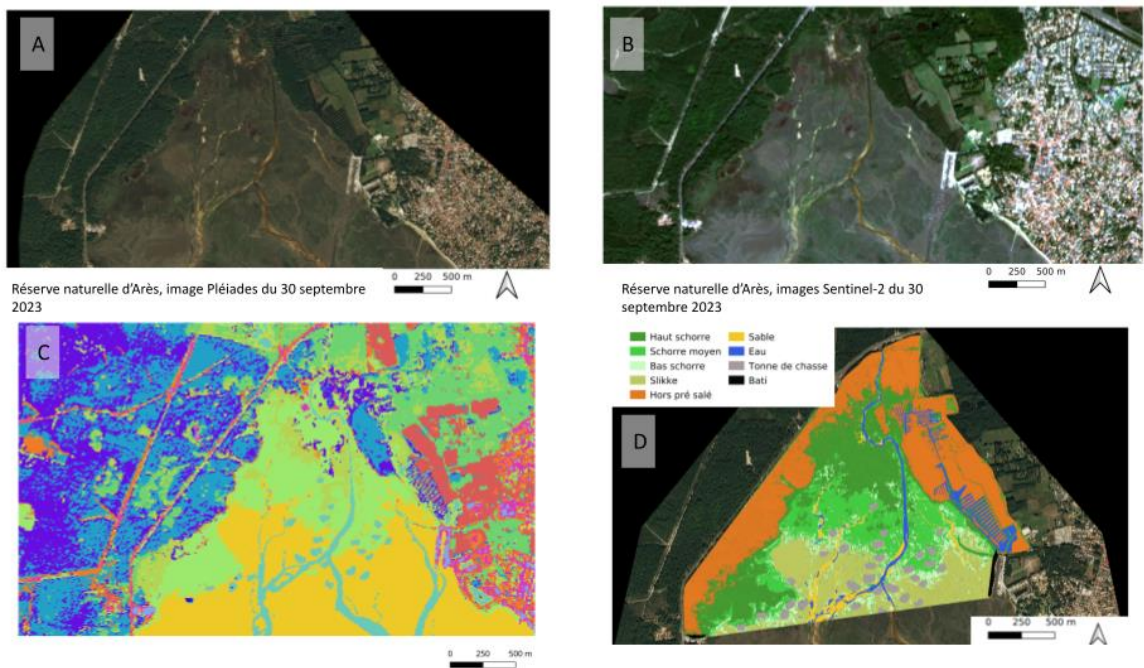 A
B
0 250 500 m
0 250 500 m
Réserve naturelle d'Arès, image Pléiades du 30 septembre
2023
Réserve naturelle d'Arès, images Sentinel-2 du 30
septembre 2023
C
Haut schorre
Schorre moyen
Bas schorre
Slikke
Hors pré salé
Sable
Eau
Tonne de chasse
Bati
D
0 250 500 m
0 250 500 m